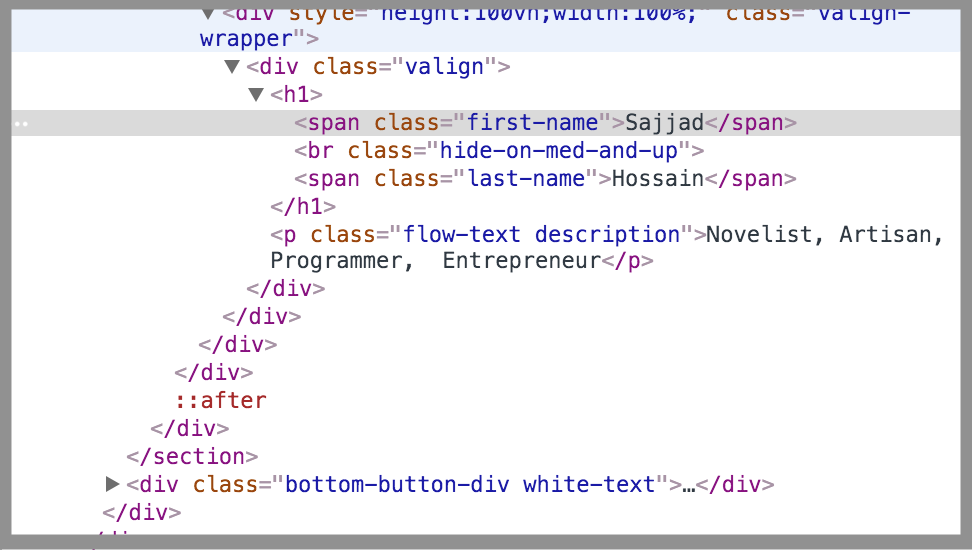 <div style="height:100vh;width:100%;" class="valign-
wrapper">
<div class="valign">
<h1>
<span class="first-name">Sajjad</span>
<br class="hide-on-med-and-up">
<span class="last-name">Hossain</span>
</h1>
<p class="flow-text description">Novelist, Artisan,
Programmer,  Entrepreneur</p>
</div>
</div>
</div>
</div>
::after
</div>
</section>
<div class="bottom-button-div white-text">…</div>
</div>